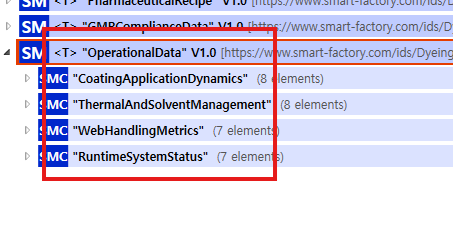 <T> "PharmaceuticalRecipe" V1.0 [https://www.smart-factory.com/ids/
SM <T> "GMPComplianceData" V1.0 [https://www.smart-factory.com/ids/Dyei
SM <T> "OperationalData" V1.0 [https://www.smart-factory.com/ids/Dyeing
SMC "CoatingApplicationDynamics" (8 elements)
SMC "ThermalAndSolventManagement" (8 elements)
SMC "WebHandlingMetrics" (7 elements)
SMC "RuntimeSystemStatus" (7 elements)